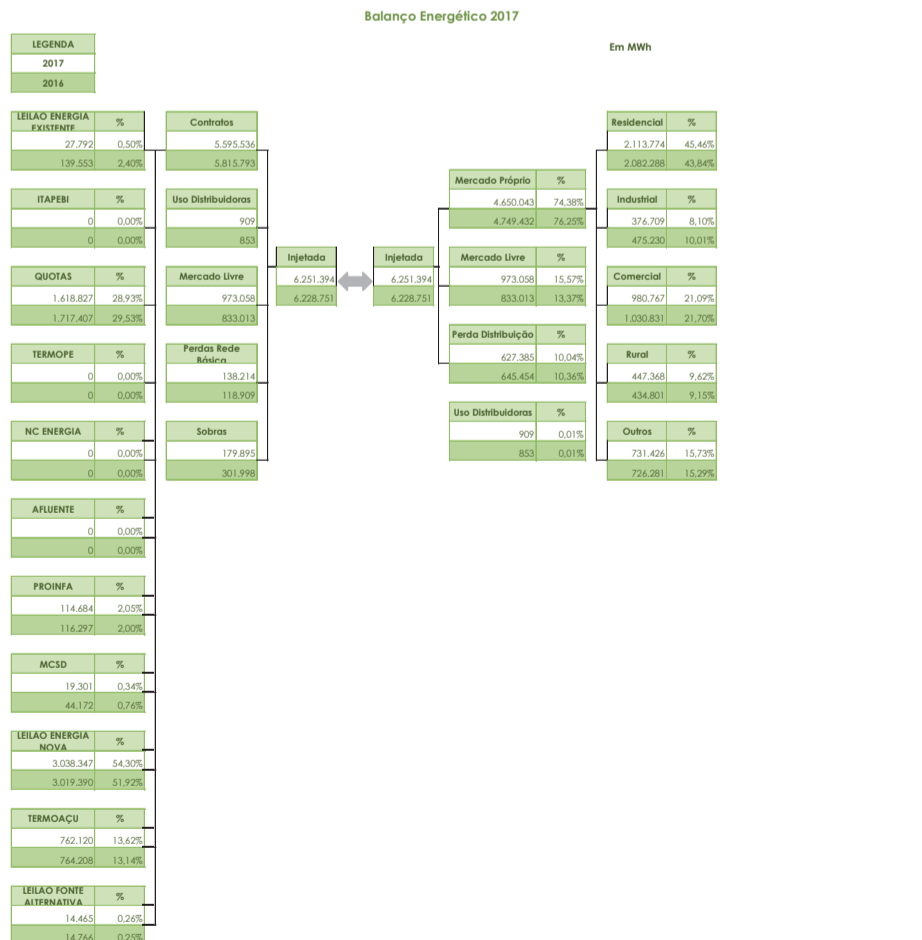 Balanço Energético 2017
LEGENDA
2017
2016
Em MWh
LEILAO ENERGIA
EXISTENTE
%
27.792 0,50%
139.553 2,40%
ITAPEBI %
0 0,00%
0 0,00%
QUOTAS %
1.618.827 28,93%
1.717.407 29,53%
TERMOPE %
0 0,00%
0 0,00%
NC ENERGIA %
0 0,00%
0 0,00%
AFLUENTE %
0 0,00%
0 0,00%
PROINFA %
114.684 2,05%
116.297 2,00%
MCSD %
19.301 0,34%
44.172 0,76%
LEILAO ENERGIA
NOVA
%
3.038.347 54,30%
3.019.390 51,92%
TERMOAÇU %
762.120 13,62%
764.208 13,14%
LEILAO FONTE
ALTERNATIVA
%
14.465 0,26%
14.766 0,25%
Contratos
5.595.536
5.815.793
Uso Distribuidoras
909
853
Mercado Livre
973.058
833.013
Perdas Rede
Básica
138.214
118.909
Sobras
179.895
301.998
Injetada
6.251.394
6.228.751
Injetada
6.251.394
6.228.751
Mercado Próprio %
4.650.043 74,38%
4.749.432 76,25%
Mercado Livre %
973.058 15,57%
833.013 13,37%
Perda Distribuição %
627.385 10,04%
645.454 10,36%
Uso Distribuidoras %
909 0,01%
853 0,01%
Residencial %
2.113.774 45,46%
2.082.288 43,84%
Industrial %
376.709 8,10%
475.230 10,01%
Comercial %
980.767 21,09%
1.030.831 21,70%
Rural %
447.368 9,62%
434.801 9,15%
Outros %
731.426 15,73%
726.281 15,29%